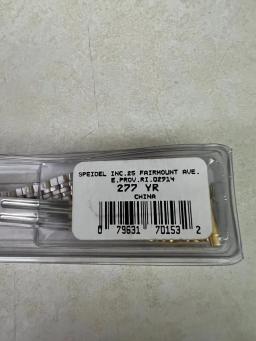 SPEIDEL INC.25 FAIRMOUNT AVE.
E.PROV.RI.02914
277 YR
CHINA
0 79631 70153 2